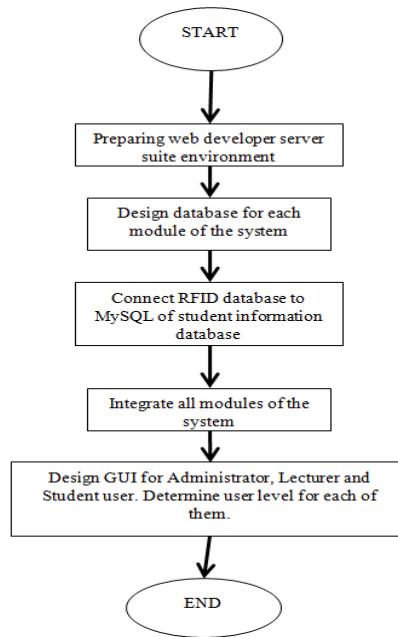 START
Preparing web developer server
suite environment
Design database for each
module of the system
Connect RFID database to
MySQL of student information
database
Integrate all modules of the
system
Design GUI for Administrator, Lecturer and
Student user. Determine user level for each of
them.
END